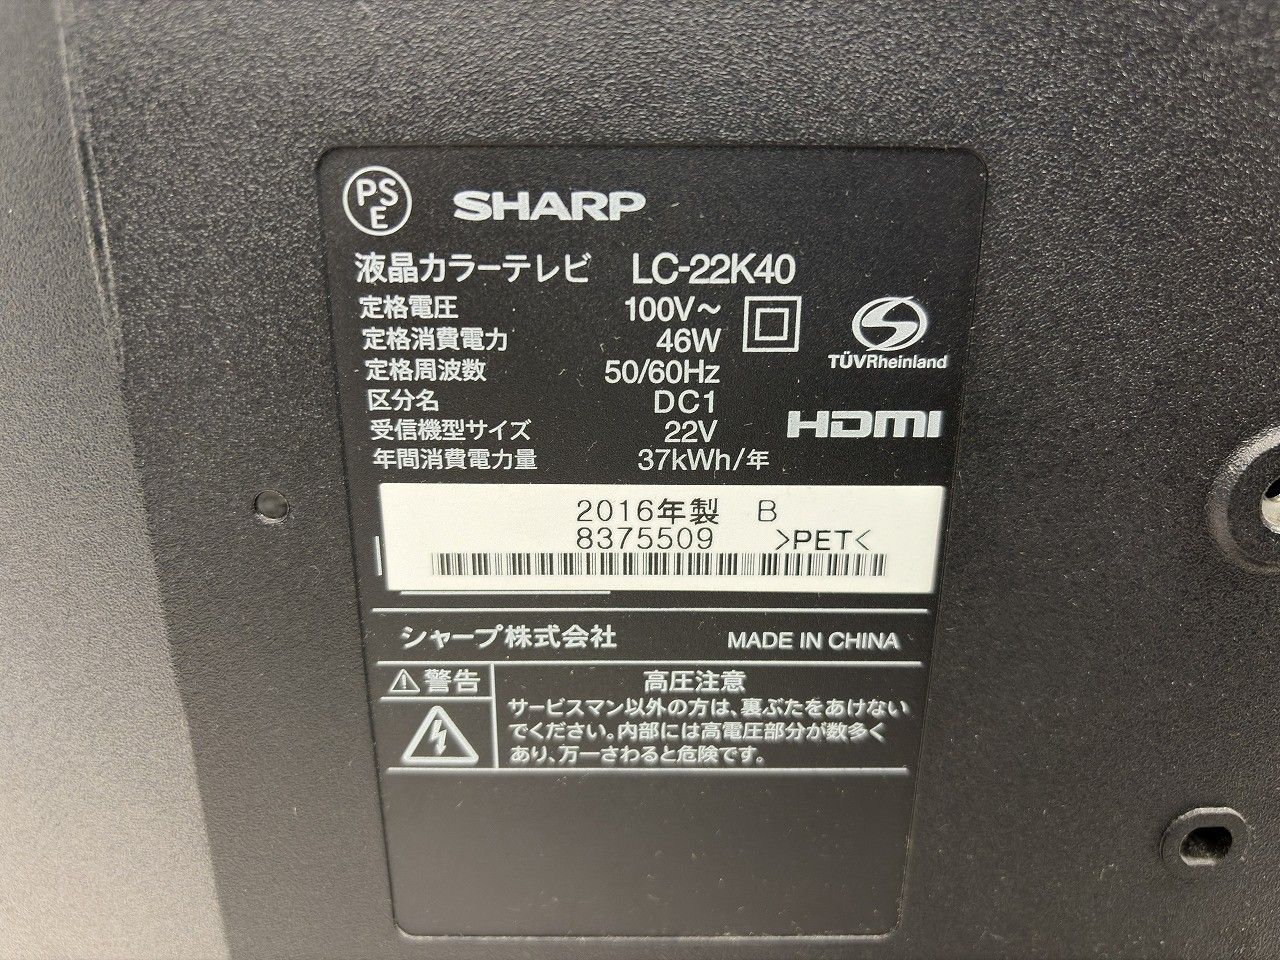 PSE
SHARP
液晶カラーテレビ LC-22K40
定格電圧 100V～
定格消費電力 46W
定格周波数 50/60Hz
区分名 DC1
受信機型サイズ 22V
年間消費電力量 37kWh/年
TÜVRheinland
HDMI
2016年製 B
8375509 >PET<
シャープ株式会社 MADE IN CHINA
警告 高圧注意
サービスマン以外の方は、裏ぶたをあけない
でください。内部には高電圧部分が数多く
あり、万一さわると危険です。